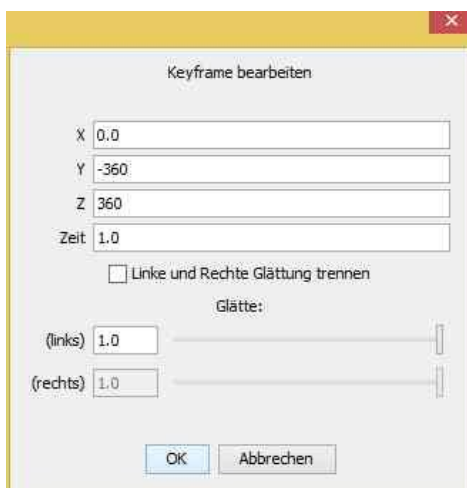 Keyframe bearbeiten
X 0.0
Y -360
Z 360
Zeit 1.0
Linke und Rechte Glättung trennen
Glätte:
(links) 1.0
(rechts) 1.0
OK Abbrechen